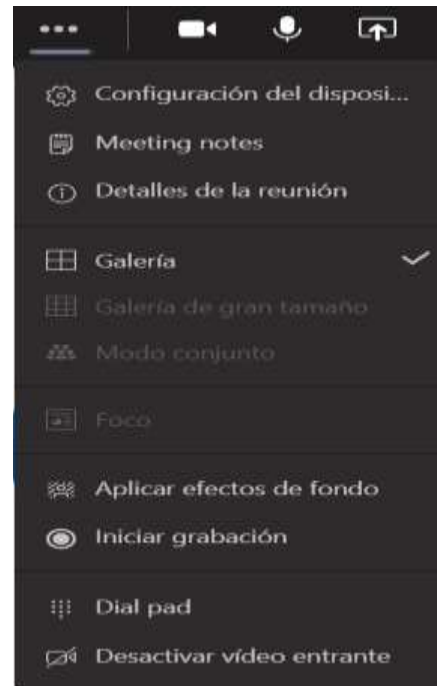 Configuración del disposi...
Meeting notes
Detalles de la reunión
Galería
Galería de gran tamaño
Modo conjunto
Foco
Aplicar efectos de fondo
Iniciar grabación
Dial pad
Desactivar vídeo entrante